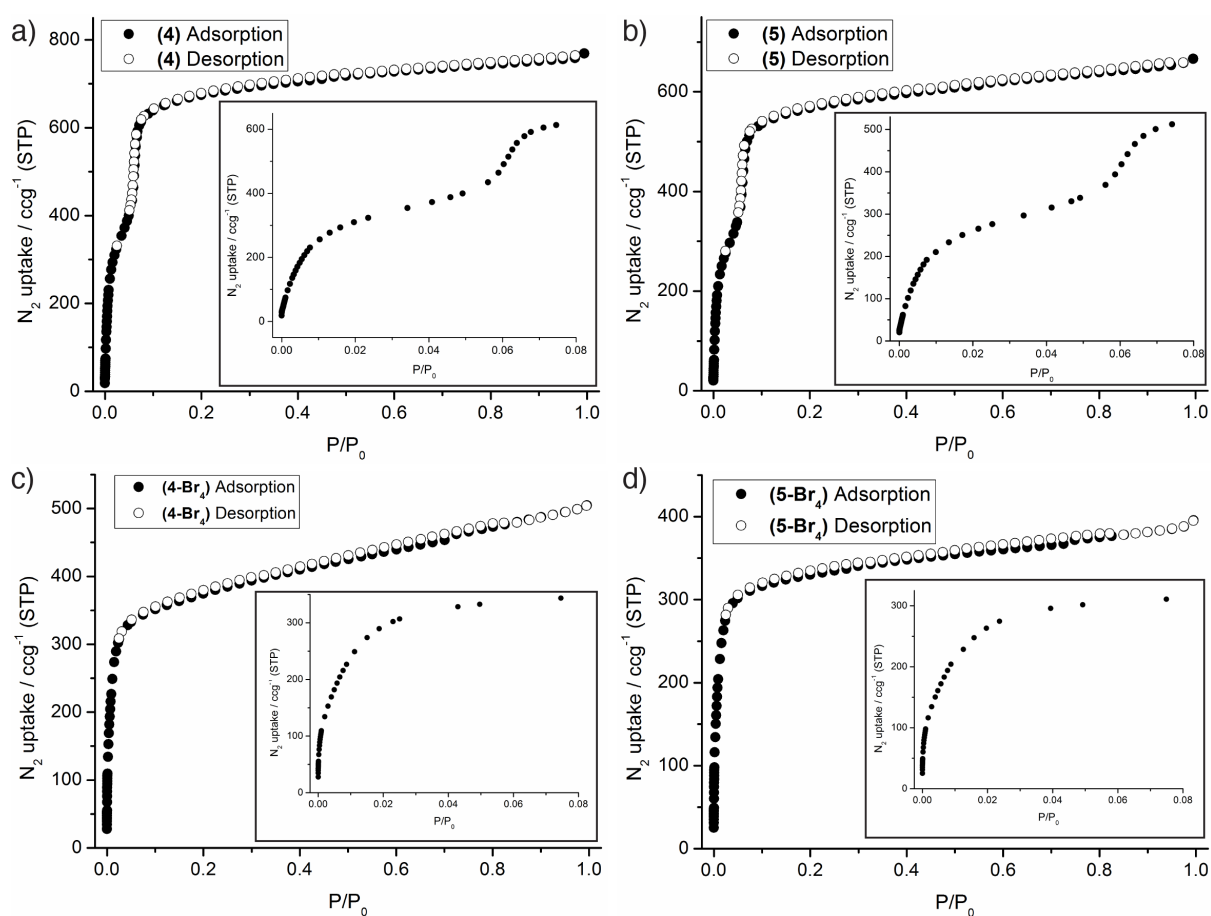 a)
(4) Adsorption
(4) Desorption
N₂ uptake / ccg⁻¹ (STP)
800
600
400
200
0
0.0 0.2 0.4 0.6 0.8 1.0
P/P₀
N₂ uptake / ccg⁻¹ (STP)
600
400
200
0
0.00 0.02 0.04 0.06 0.08
P/P₀
b)
(5) Adsorption
(5) Desorption
N₂ uptake / ccg⁻¹ (STP)
600
400
200
0
0.0 0.2 0.4 0.6 0.8 1.0
P/P₀
N₂ uptake / ccg⁻¹ (STP)
500
400
300
200
100
0
0.00 0.02 0.04 0.06 0.08
P/P₀
c)
(4-Br₄) Adsorption
(4-Br₄) Desorption
N₂ uptake / ccg⁻¹ (STP)
500
400
300
200
100
0
0.0 0.2 0.4 0.6 0.8 1.0
P/P₀
N₂ uptake / ccg⁻¹ (STP)
300
200
100
0
0.00 0.02 0.04 0.06 0.08
P/P₀
d)
(5-Br₄) Adsorption
(5-Br₄) Desorption
N₂ uptake / ccg⁻¹ (STP)
400
300
200
100
0
0.0 0.2 0.4 0.6 0.8 1.0
P/P₀
N₂ uptake / ccg⁻¹ (STP)
300
200
100
0
0.00 0.02 0.04 0.06 0.08
P/P₀